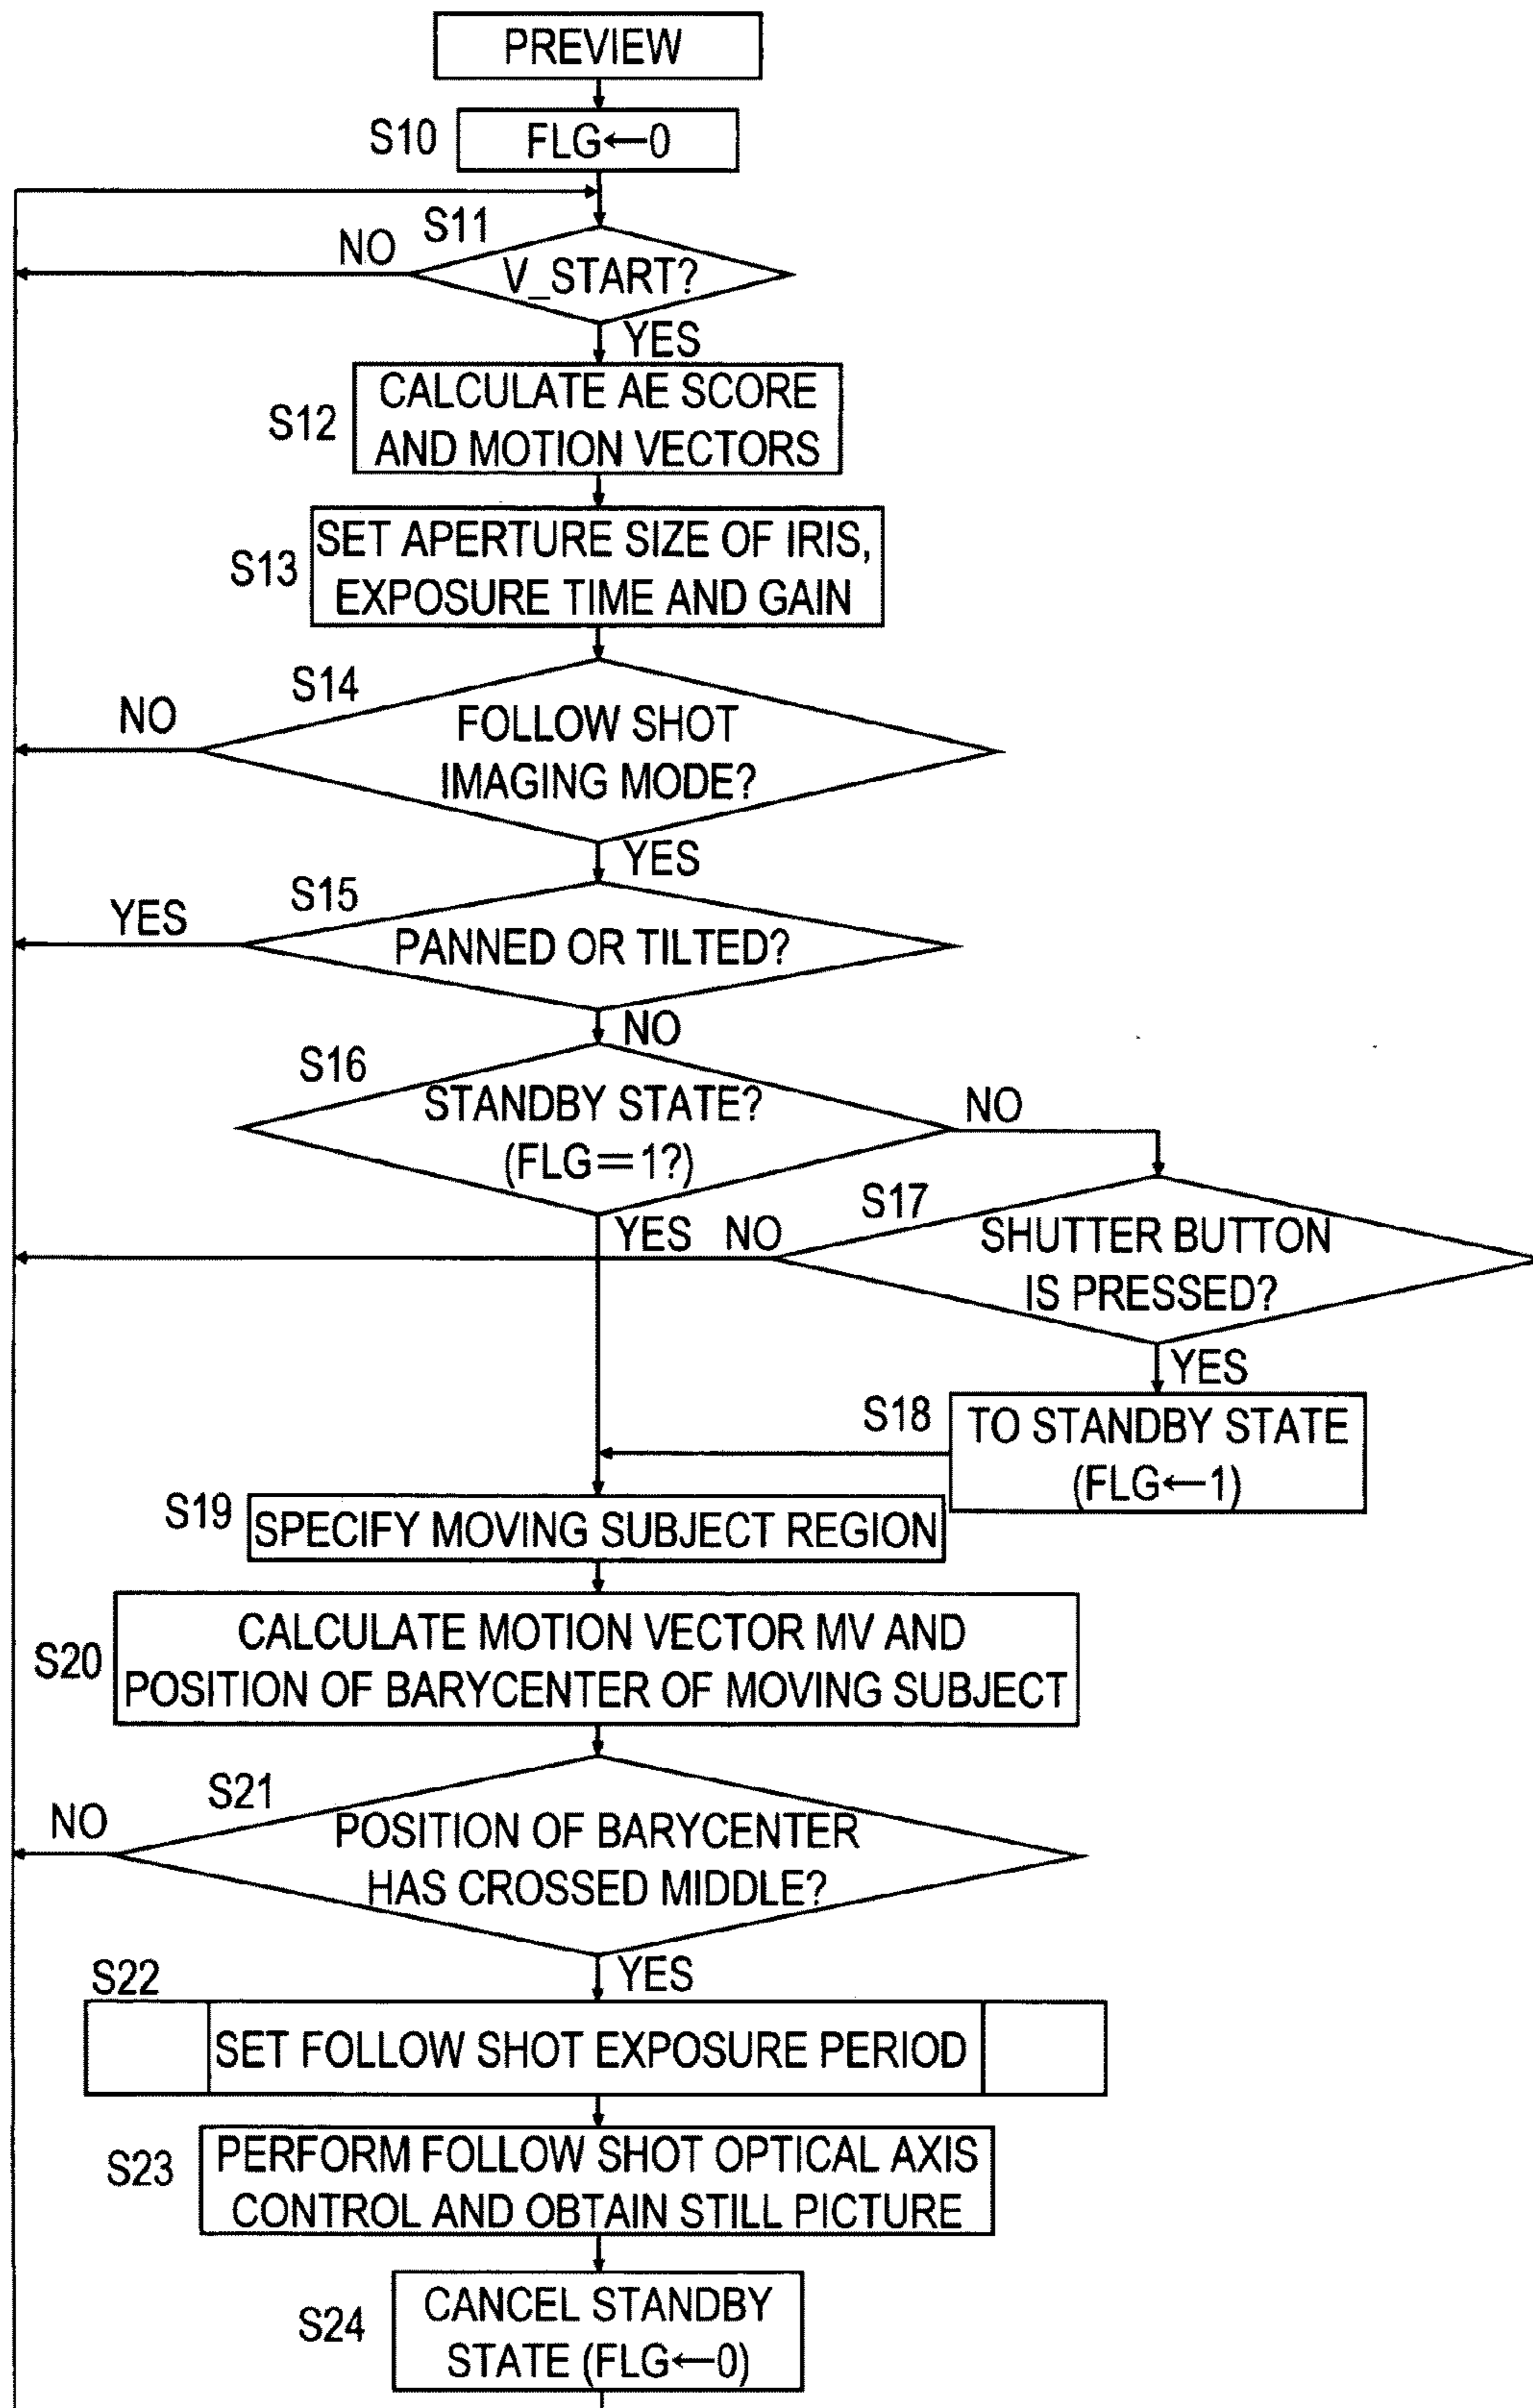 PREVIEW
S10
FLG←0
S11
NO
V_START?
YES
S12
CALCULATE AE SCORE
AND MOTION VECTORS
S13
SET APERTURE SIZE OF IRIS,
EXPOSURE TIME AND GAIN
S14
NO
FOLLOW SHOT
IMAGING MODE?
YES
S15
YES
PANNED OR TILTED?
NO
S16
STANDBY STATE?
(FLG=1?)
NO
YES
S17
NO
SHUTTER BUTTON
IS PRESSED?
YES
S18
TO STANDBY STATE
(FLG←1)
S19
SPECIFY MOVING SUBJECT REGION
S20
CALCULATE MOTION VECTOR MV AND
POSITION OF BARYCENTER OF MOVING SUBJECT
S21
NO
POSITION OF BARYCENTER
HAS CROSSED MIDDLE?
YES
S22
SET FOLLOW SHOT EXPOSURE PERIOD
S23
PERFORM FOLLOW SHOT OPTICAL AXIS
CONTROL AND OBTAIN STILL PICTURE
S24
CANCEL STANDBY
STATE (FLG←0)